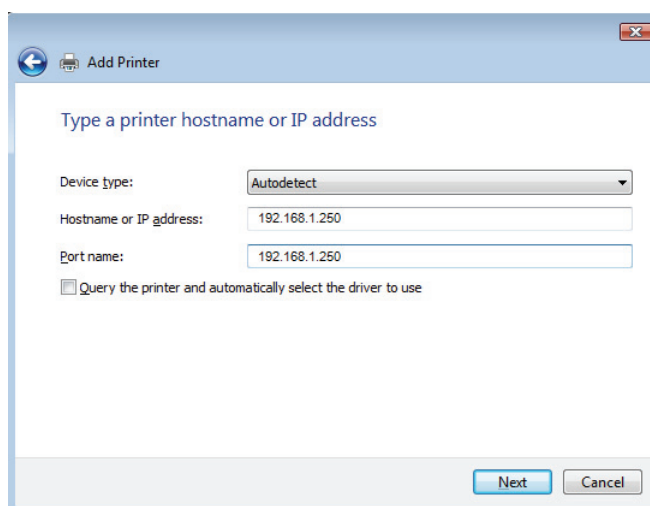 Add Printer
Type a printer hostname or IP address
Device type: Autodetect
Hostname or IP address: 192.168.1.250
Port name: 192.168.1.250
Query the printer and automatically select the driver to use
Next Cancel